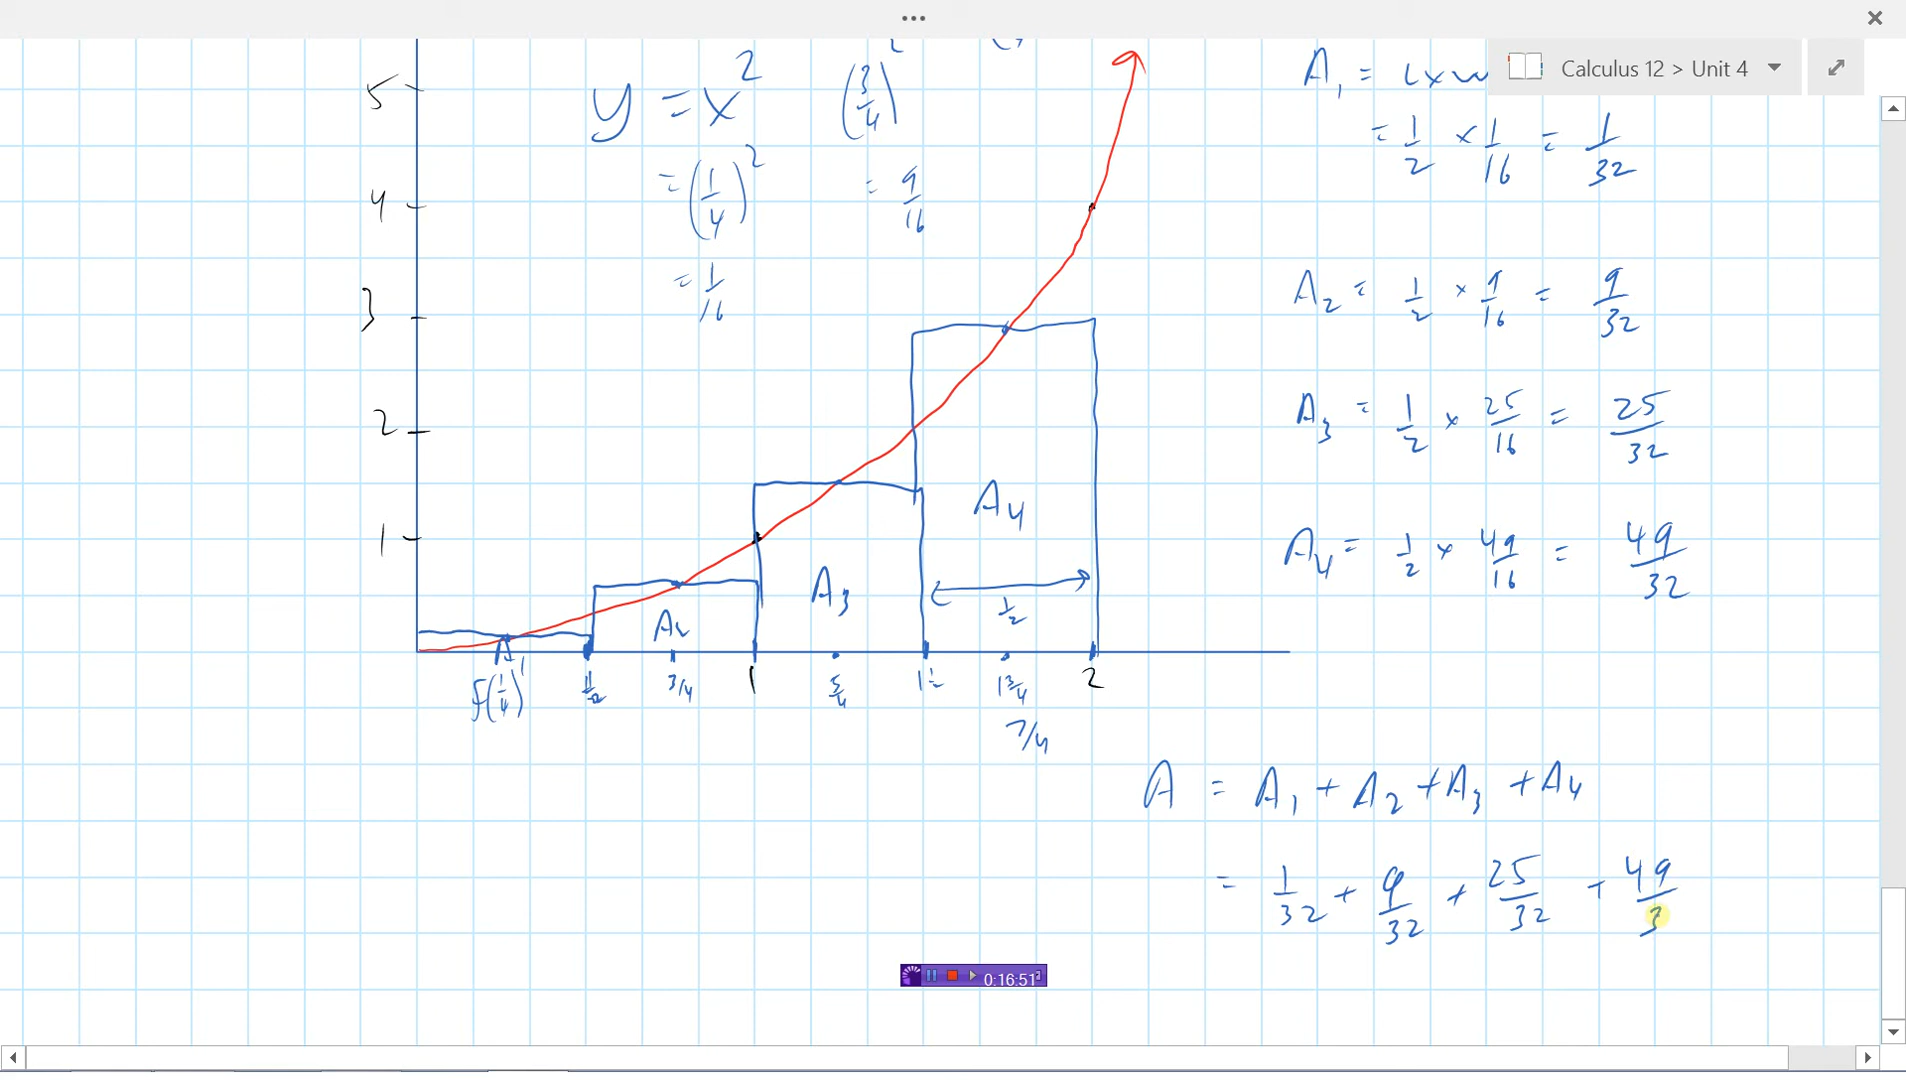 ...
Calculus 12 > Unit 4
5
y = x²
(3/4)²
A₁ = L x w
= 1/2 x 1/16 = 1/32
= (1/4)²
= 9/16
4
= 1/16
3
A₂ = 1/2 x 9/16 = 9/32
2
A₃ = 1/2 x 25/16 = 25/32
A₄
1
A₄ = 1/2 x 49/16 = 49/32
A₃
1/2
A₂
A₁
f(1/4)
1/2
3/4
1
5/4
1 1/2
1 3/4
2
7/4
A = A₁ + A₂ + A₃ + A₄
= 1/32 + 9/32 + 25/32 + 49/3
0:16:51